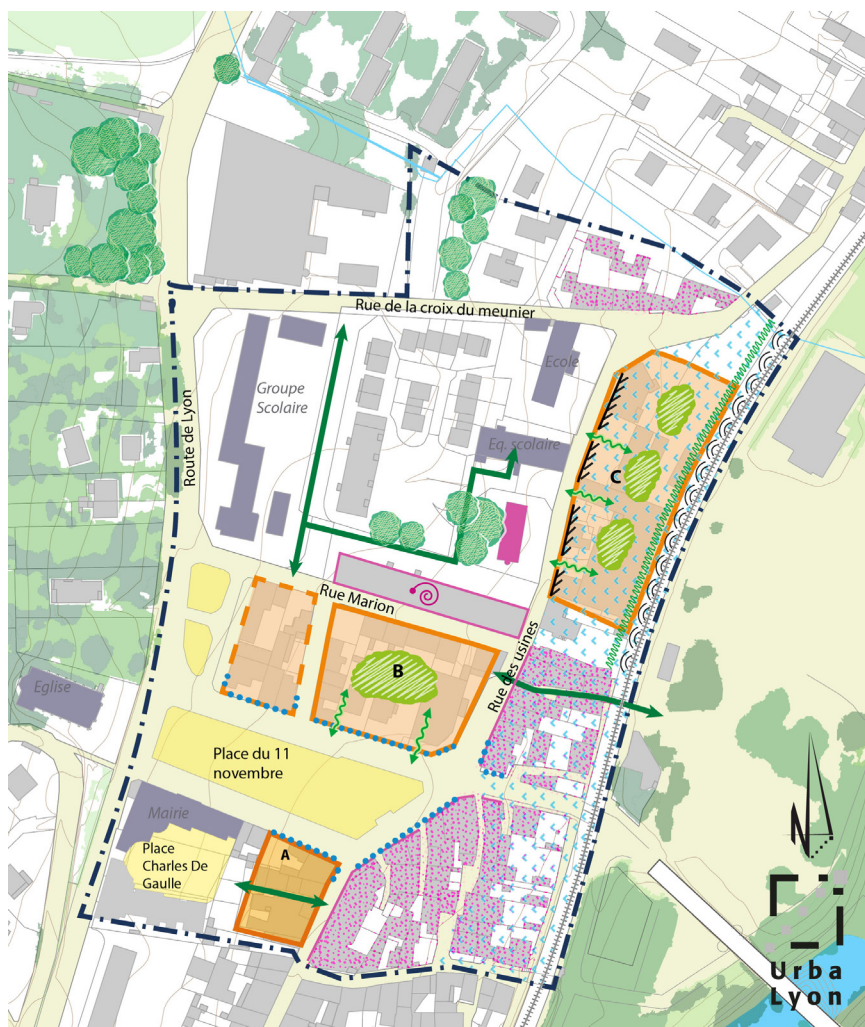 Rue de la croix du meunier
Ecole
Groupe
Scolaire
Route de Lyon
Eq. scolaire
C
Rue Marion
B
Rue des usines
Eglise
Place du 11
novembre
Mairie
Place
Charles De
Gaulle
A
N
Urba
Lyon